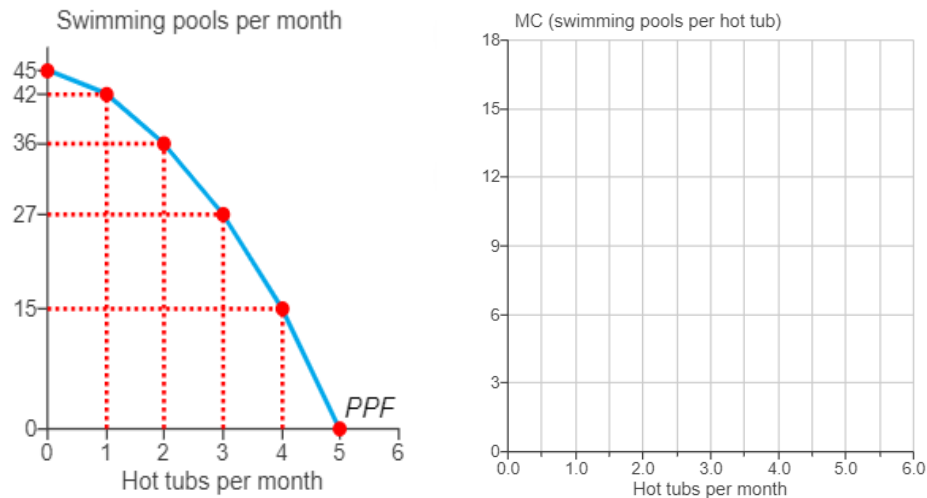 Swimming pools per month
45
42
36
27
15
0
PPF
0 1 2 3 4 5 6
Hot tubs per month
MC (swimming pools per hot tub)
18
15
12
9
6
3
0
0.0 1.0 2.0 3.0 4.0 5.0 6.0
Hot tubs per month